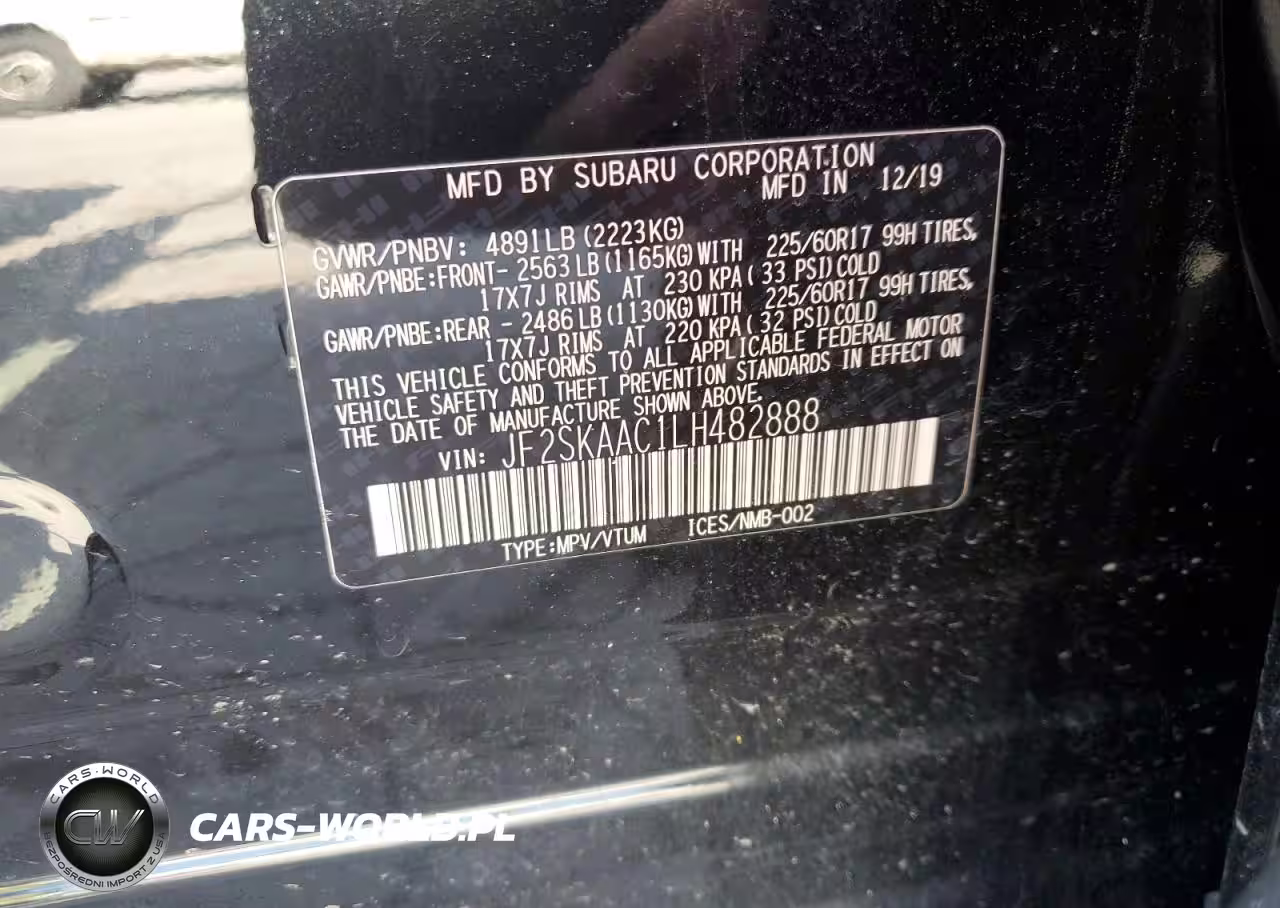 MFD BY SUBARU CORPORATION
MFD IN 12/19
GVWR/PNBV: 4891LB (2223KG)
GAWR/PNBE:FRONT- 2563LB (1165KG)WITH 225/60R17 99H TIRES,
17X7J RIMS AT 230 KPA ( 33 PSI)COLD
GAWR/PNBE:REAR - 2486LB (1130KG)WITH 225/60R17 99H TIRES,
17X7J RIMS AT 220 KPA ( 32 PSI)COLD
THIS VEHICLE CONFORMS TO ALL APPLICABLE FEDERAL MOTOR
VEHICLE SAFETY AND THEFT PREVENTION STANDARDS IN EFFECT ON
THE DATE OF MANUFACTURE SHOWN ABOVE.
VIN: JF2SKAAC1LH482888
TYPE:MPV/VTUM ICES/NMB-002
CARS-WORLD
CW
BEZPOŚREDNI IMPORT Z USA
CARS-WORLD.PL